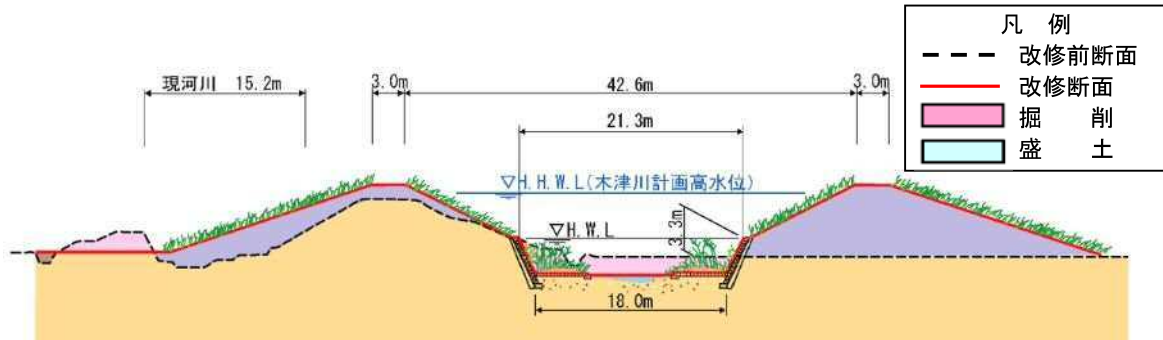 凡 例
改修前断面
改修断面
掘 削
盛 土
現河川 15.2m
3.0m
42.6m
3.0m
21.3m
▽H.H.W.L(木津川計画高水位)
▽H.W.L
3.3m
18.0m